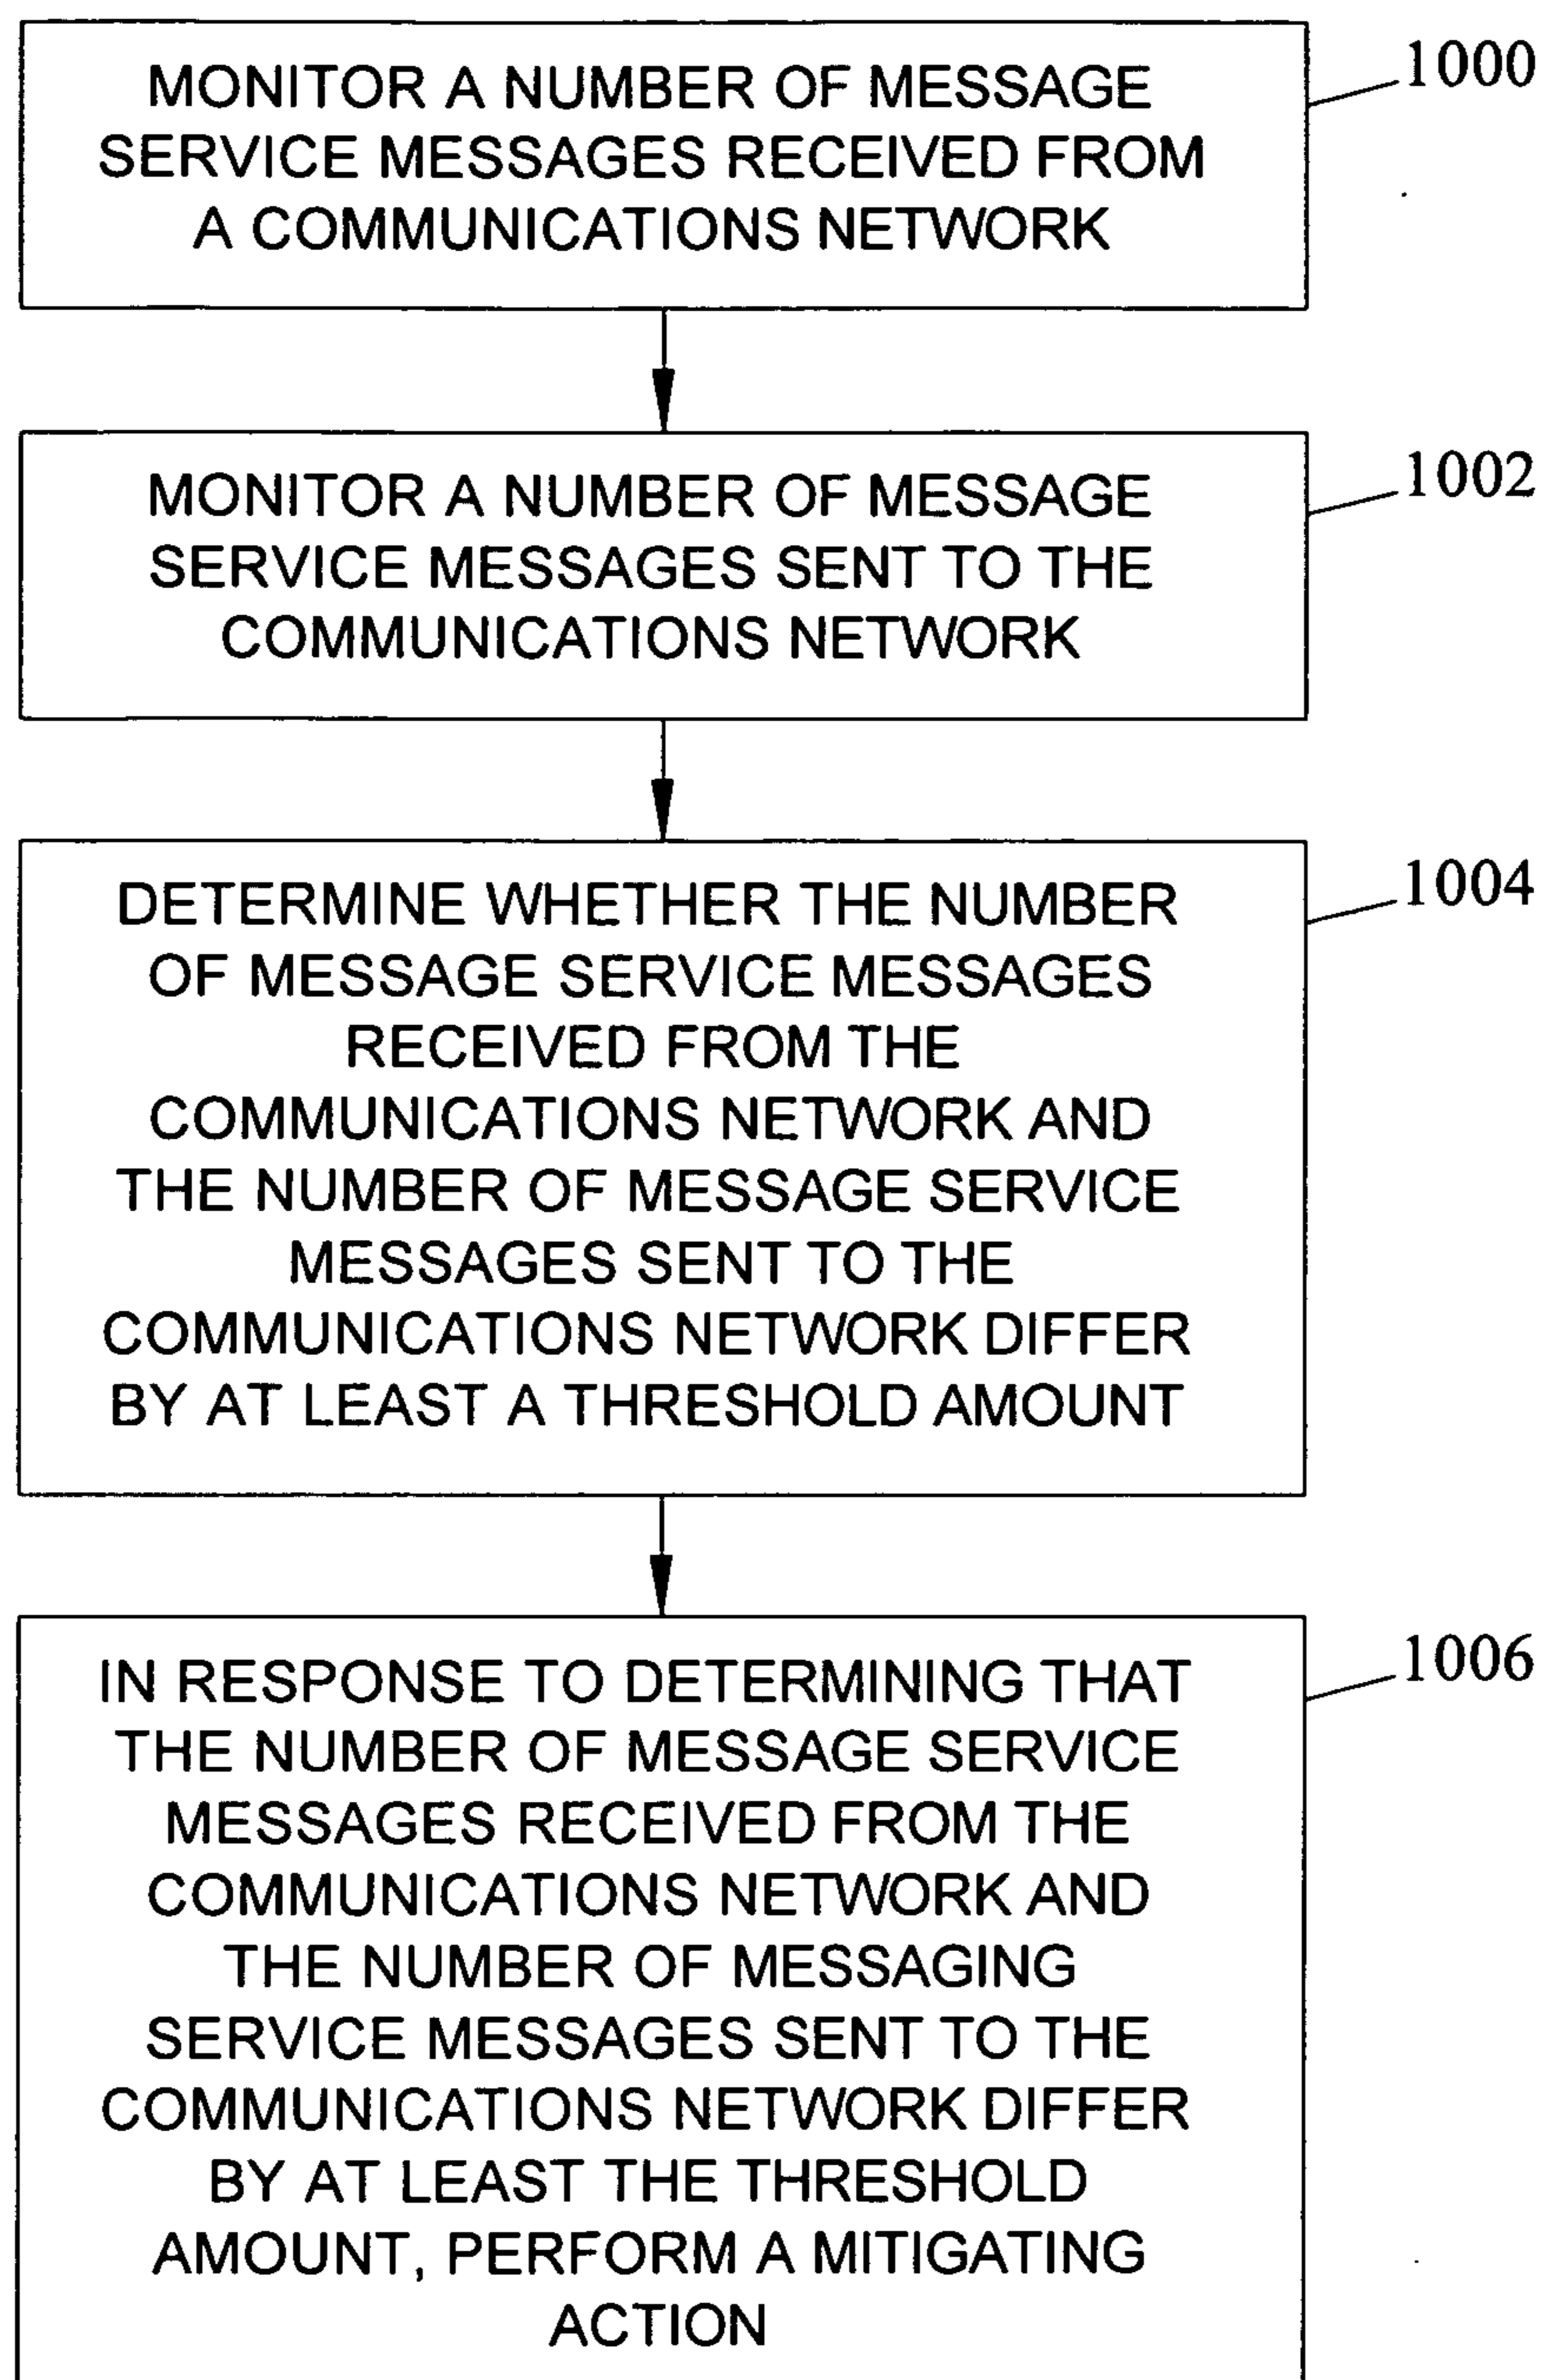 MONITOR A NUMBER OF MESSAGE
SERVICE MESSAGES RECEIVED FROM
A COMMUNICATIONS NETWORK
1000
MONITOR A NUMBER OF MESSAGE
SERVICE MESSAGES SENT TO THE
COMMUNICATIONS NETWORK
1002
DETERMINE WHETHER THE NUMBER
OF MESSAGE SERVICE MESSAGES
RECEIVED FROM THE
COMMUNICATIONS NETWORK AND
THE NUMBER OF MESSAGE SERVICE
MESSAGES SENT TO THE
COMMUNICATIONS NETWORK DIFFER
BY AT LEAST A THRESHOLD AMOUNT
1004
IN RESPONSE TO DETERMINING THAT
THE NUMBER OF MESSAGE SERVICE
MESSAGES RECEIVED FROM THE
COMMUNICATIONS NETWORK AND
THE NUMBER OF MESSAGING
SERVICE MESSAGES SENT TO THE
COMMUNICATIONS NETWORK DIFFER
BY AT LEAST THE THRESHOLD
AMOUNT, PERFORM A MITIGATING
ACTION
1006